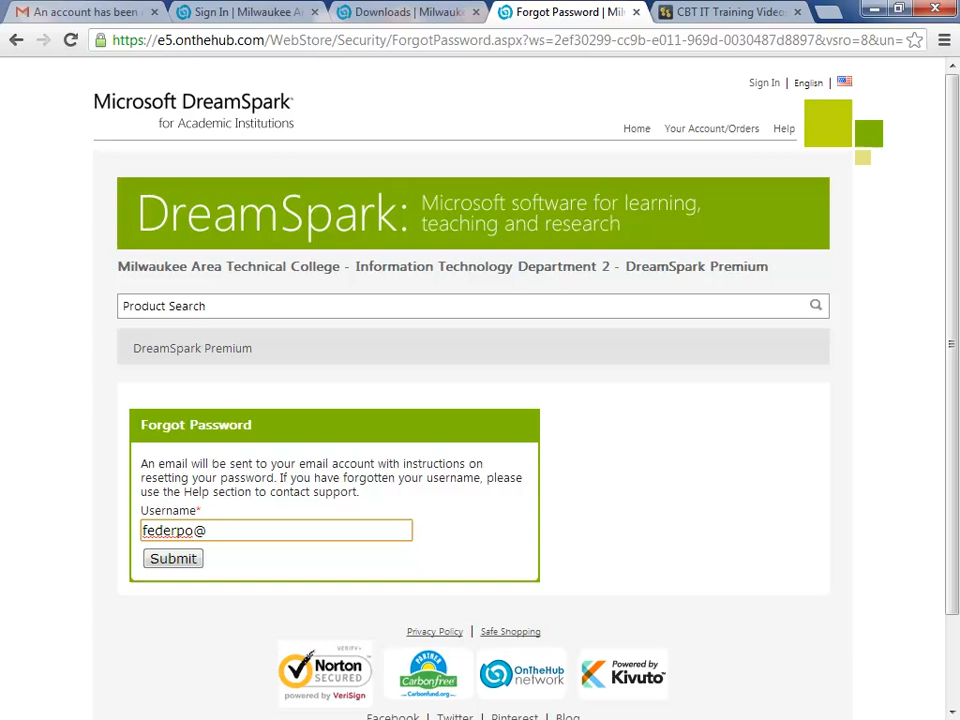 An account has been
Sign In | Milwaukee A
Downloads | Milwauk
Forgot Password | Mil
CBT IT Training Video
https://e5.onthehub.com/WebStore/Security/ForgotPassword.aspx?ws=2ef30299-cc9b-e011-969d-0030487d8897&vsro=8&un=
Sign In | English |
Microsoft DreamSpark
for Academic Institutions
Home Your Account/Orders Help
DreamSpark: Microsoft software for learning,
teaching and research
Milwaukee Area Technical College - Information Technology Department 2 - DreamSpark Premium
Product Search
DreamSpark Premium
Forgot Password
An email will be sent to your email account with instructions on
resetting your password. If you have forgotten your username, please
use the Help section to contact support.
Username*
federpo@
Submit
Privacy Policy | Safe Shopping
VERIFY
Norton
SECURED
powered by VeriSign
PARTNER
Carbonfree
Carbonfund.org
OnTheHub
network
Powered by
Kivuto
Facebook | Twitter | Pinterest | Blog